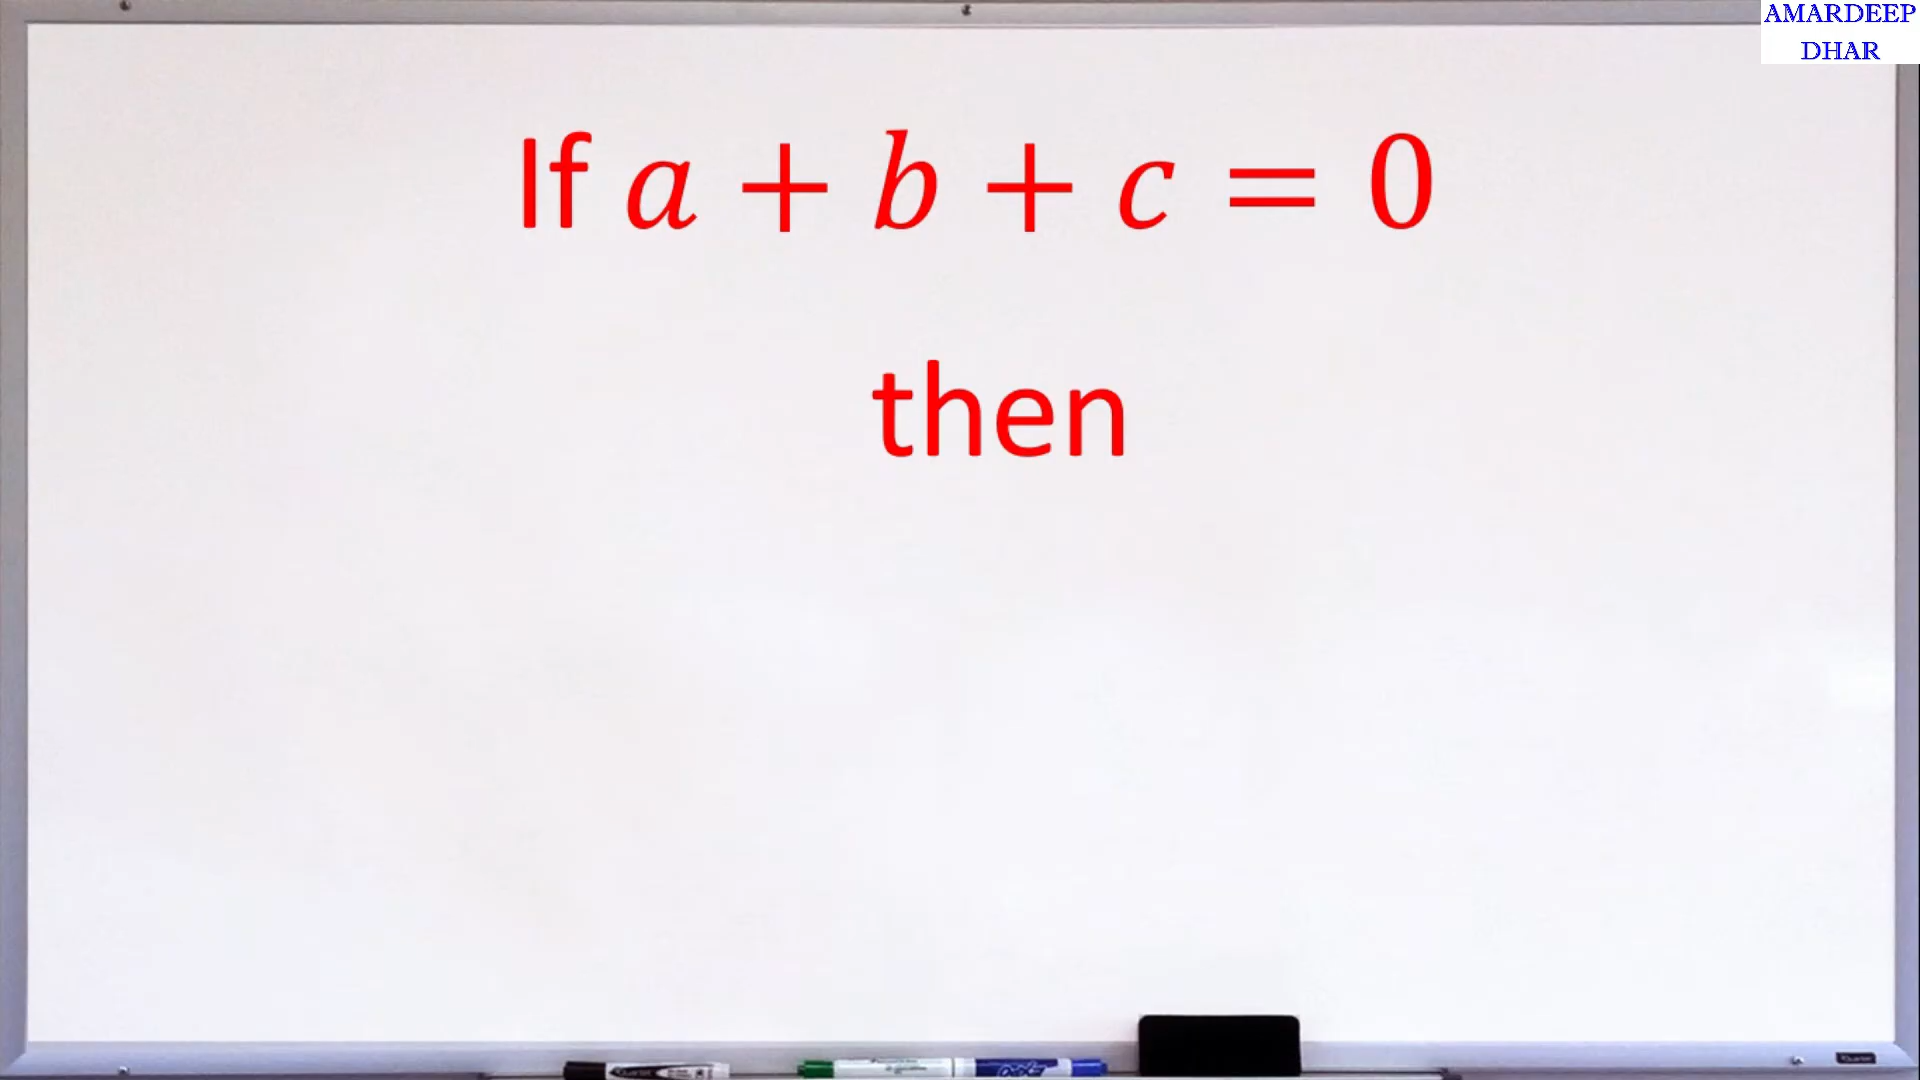 AMARDEEP
DHAR
If a + b + c = 0
then